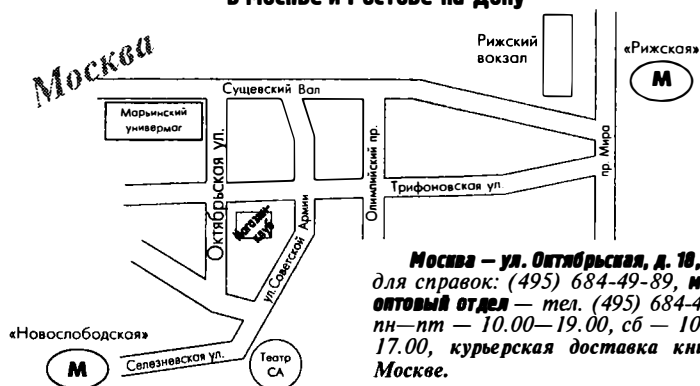 в Москве и Ростове-на-Дону
Москва
Рижский
вокзал
«Рижская»
М
Сущевский Вал
Марьинский
универмаг
Октябрьская ул.
Олимпийский пр.
пр. Мира
Трифоновская ул.
Магазин-
клуб
ул. Советской Армии
Москва – ул. Октябрьская, д. 18,
для справок: (495) 684-49-89,
оптовый отдел — тел. (495) 684-4
пн—пт — 10.00—19.00, сб — 10
17.00, курьерская доставка кни
Москве.
«Новослободская»
М
Селезневская ул.
Театр
СА